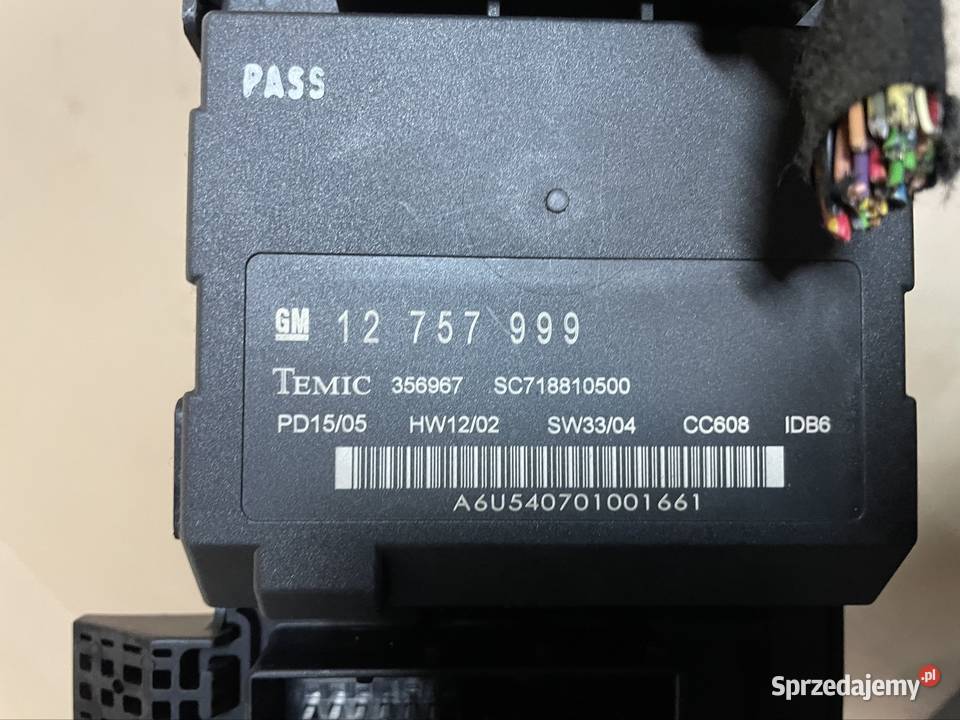 PASS
GM 12 757 999
TEMIC 356967 SC718810500
PD15/05 HW12/02 SW33/04 CC608 IDB6
A6U540701001661
Sprzedajemy.pl